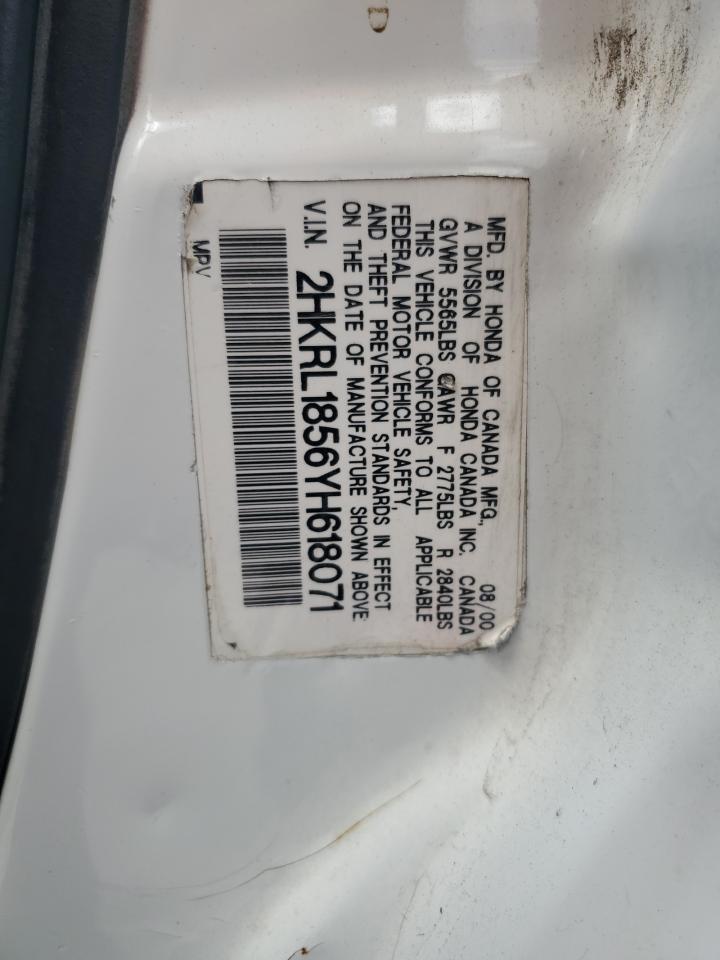 MFD. BY HONDA OF CANADA MFG., 08/00
A DIVISION OF HONDA CANADA INC. CANADA
GVWR 5565LBS GAWR F 2775LBS R 2840LBS
THIS VEHICLE CONFORMS TO ALL APPLICABLE
FEDERAL MOTOR VEHICLE SAFETY,
AND THEFT PREVENTION STANDARDS IN EFFECT
ON THE DATE OF MANUFACTURE SHOWN ABOVE
V.I.N. 2HKRL1856YH618071
MPV